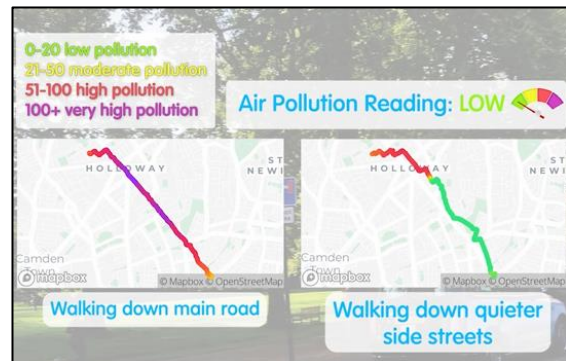 0-20 low pollution
21-50 moderate pollution
51-100 high pollution
100+ very high pollution
Air Pollution Reading: LOW
HOLLOWAY
Camden
Town
mapbox
© Mapbox © OpenStreetMap
Walking down main road
HOLLOWAY
ST
NEWI
Camden
Town
mapbox
© Mapbox © OpenStreetMap
Walking down quieter
side streets